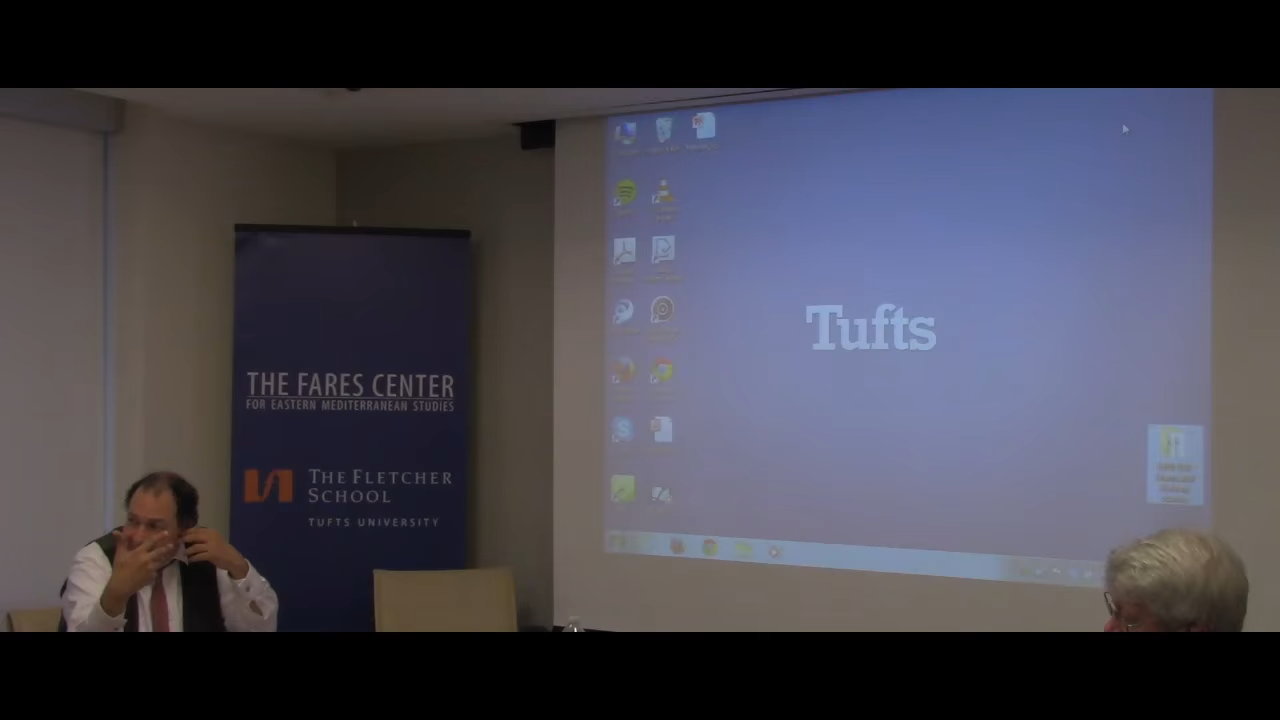 THE FARES CENTER
FOR EASTERN MEDITERRANEAN STUDIES
THE FLETCHER
SCHOOL
TUFTS UNIVERSITY
Tufts